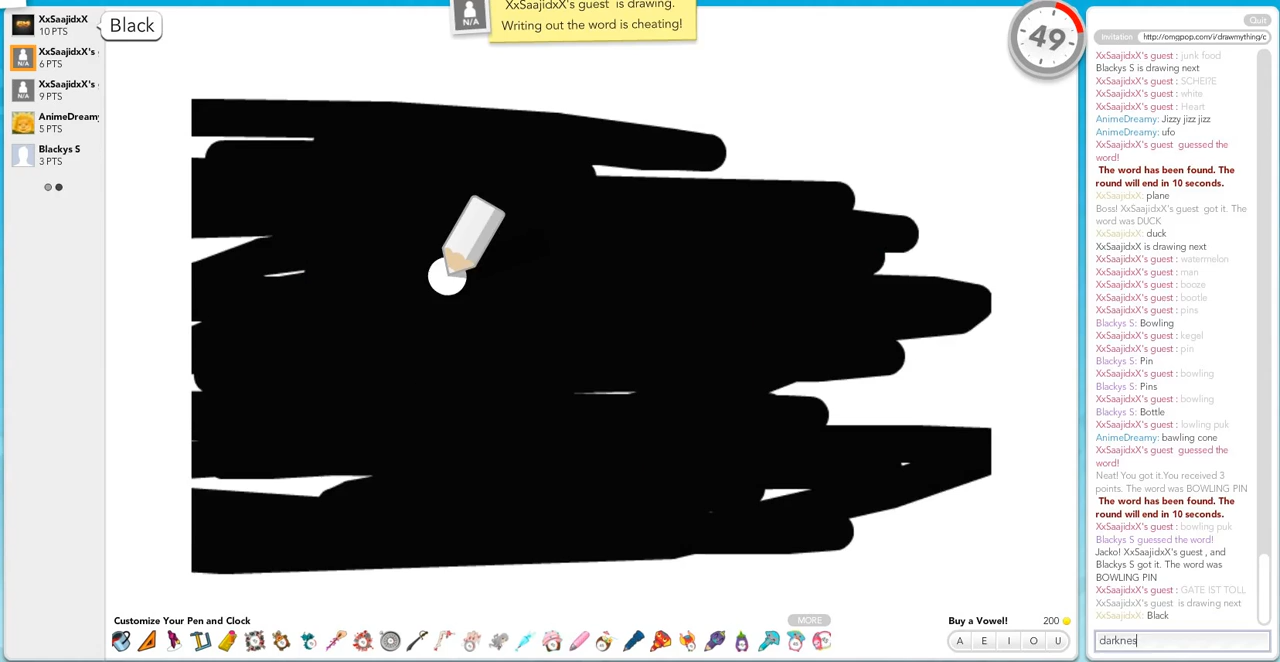 XxSaajidxX
10 PTS
XxSaajidxX's
6 PTS
XxSaajidxX's
9 PTS
AnimeDreamy
5 PTS
Blackys S
3 PTS
Black
N/A
XxSaajidxX's guest is drawing.
Writing out the word is cheating!
49
Quit
Invitation http://omgpop.com/i/drawmything/c
XxSaajidxX's guest : junk food
Blackys S is drawing next
XxSaajidxX's guest : SCHEI?E
XxSaajidxX's guest : white
XxSaajidxX's guest : Heart
AnimeDreamy: Jizzy jizz jizz
AnimeDreamy: ufo
XxSaajidxX's guest guessed the
word!
The word has been found. The
round will end in 10 seconds.
XxSaajidxX: plane
Boss! XxSaajidxX's guest got it. The
word was DUCK
XxSaajidxX: duck
XxSaajidxX is drawing next
XxSaajidxX's guest : watermelon
XxSaajidxX's guest : man
XxSaajidxX's guest : booze
XxSaajidxX's guest : bootle
XxSaajidxX's guest : pins
Blackys S: Bowling
XxSaajidxX's guest : kegel
XxSaajidxX's guest : pin
Blackys S: Pin
XxSaajidxX's guest : bowling
Blackys S: Pins
XxSaajidxX's guest : bowling
Blackys S: Bottle
XxSaajidxX's guest : lowling puk
AnimeDreamy: bawling cone
XxSaajidxX's guest guessed the
word!
Neat! You got it.You received 3
points. The word was BOWLING PIN
The word has been found. The
round will end in 10 seconds.
XxSaajidxX's guest : bowling puk
Blackys S guessed the word!
Jacko! XxSaajidxX's guest , and
Blackys S got it. The word was
BOWLING PIN
XxSaajidxX's guest : GATE IST TOLL
XxSaajidxX's guest is drawing next
XxSaajidxX: Black
darknes
Customize Your Pen and Clock
MORE
Buy a Vowel! 200
A E I O U